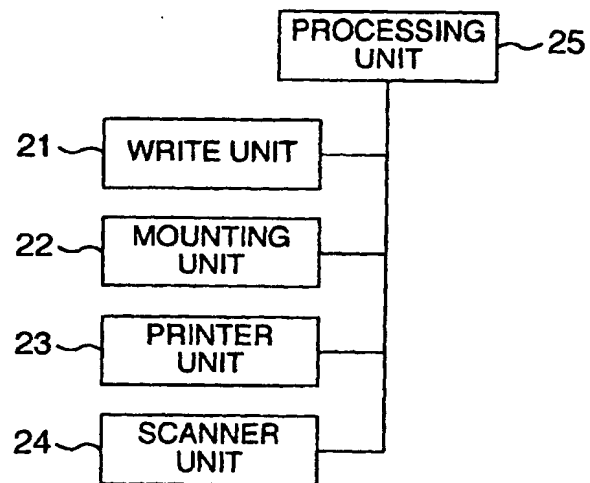 PROCESSING
UNIT
25
21
WRITE UNIT
22
MOUNTING
UNIT
23
PRINTER
UNIT
24
SCANNER
UNIT